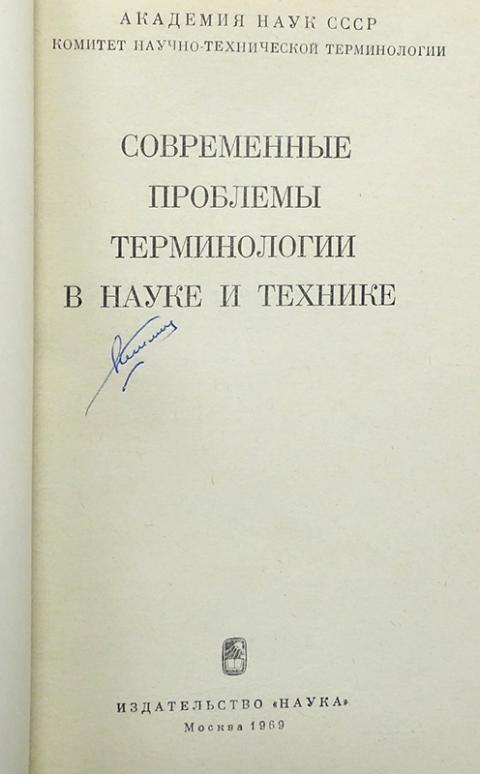 АКАДЕМИЯ НАУК СССР
КОМИТЕТ НАУЧНО-ТЕХНИЧЕСКОЙ ТЕРМИНОЛОГИИ
СОВРЕМЕННЫЕ
ПРОБЛЕМЫ
ТЕРМИНОЛОГИИ
В НАУКЕ И ТЕХНИКЕ
ИЗДАТЕЛЬСТВО «НАУКА»
Москва 1969